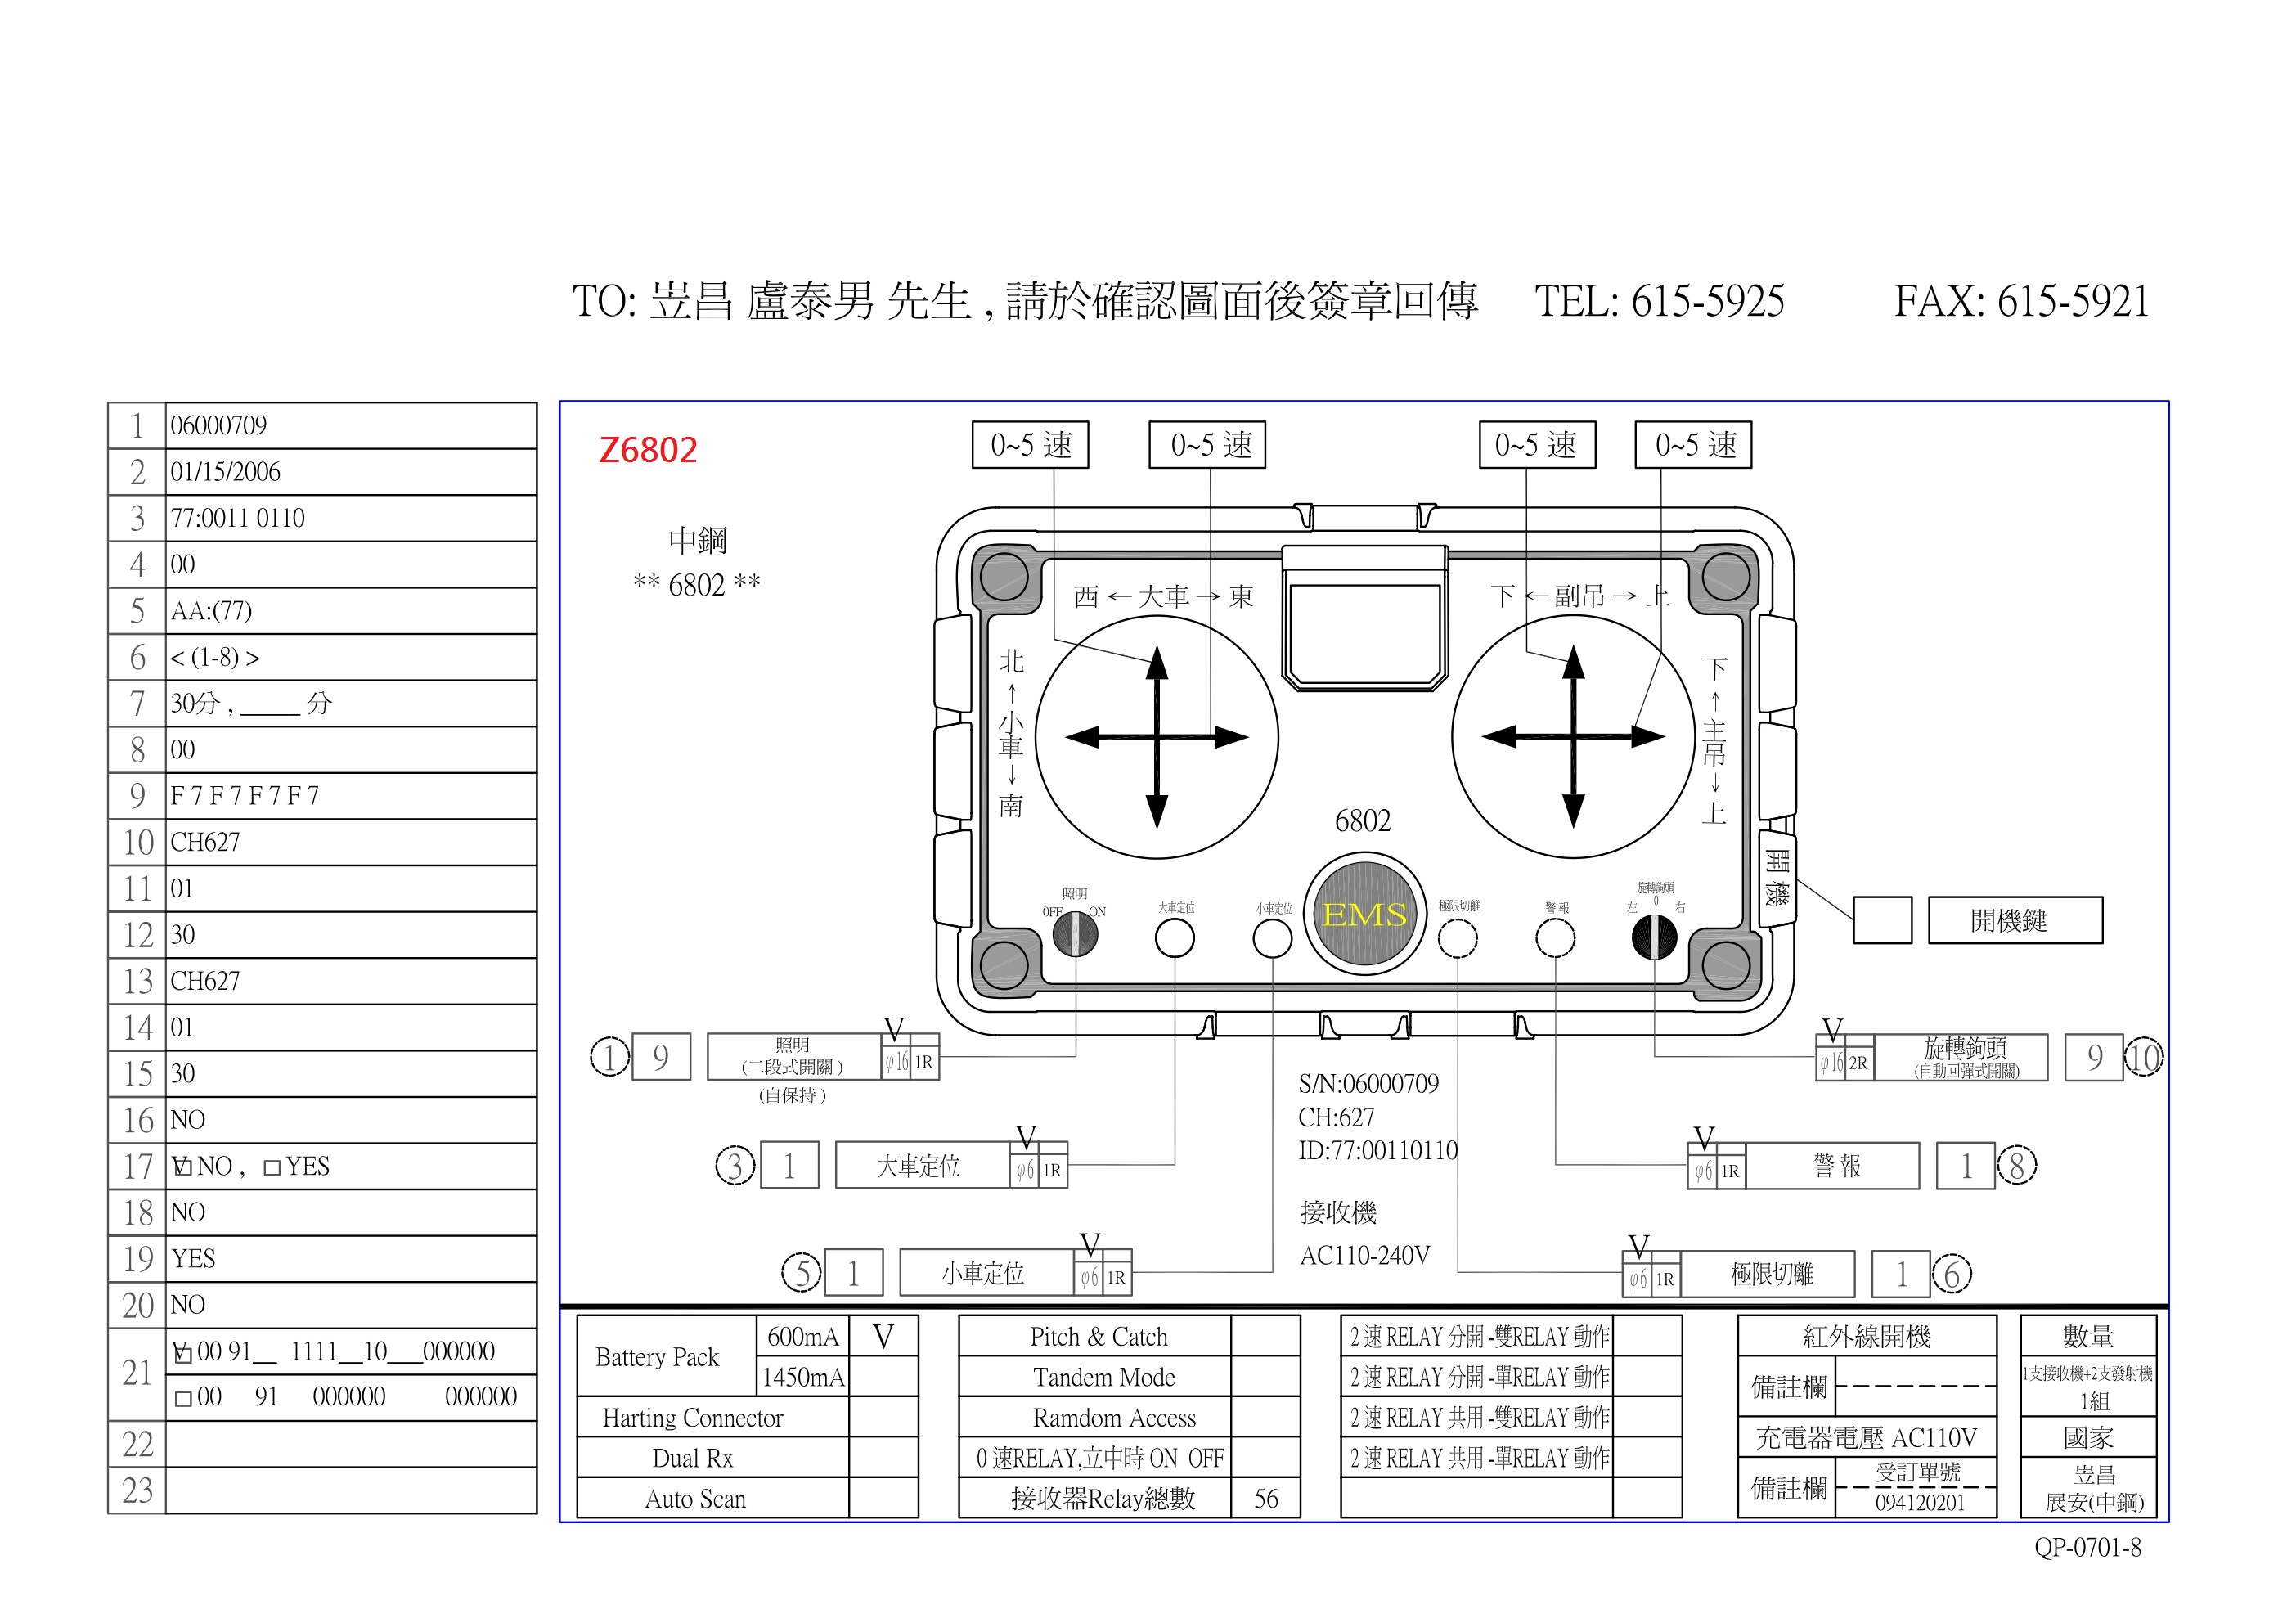 TO: 岦昌 盧泰男 先生 , 請於確認圖面後簽章回傳 TEL: 615-5925 FAX: 615-5921
1 06000709
2 01/15/2006
3 77:0011 0110
4 00
5 AA:(77)
6 < (1-8) >
7 30分 , _____ 分
8 00
9 F 7 F 7 F 7 F 7
10 CH627
11 01
12 30
13 CH627
14 01
15 30
16 NO
17 V□ NO , □ YES
18 NO
19 YES
20 NO
21 V□ 00 91__ 1111__10___000000
□ 00 91 000000 000000
22
23
Z6802
中鋼
** 6802 **
0~5 速
0~5 速
0~5 速
0~5 速
西 ← 大車 → 東
下 ← 副吊 → 上
北 ← 小車 → 南
下 ← 主吊 → 上
6802
EMS
開機
開機鍵
照明
OFF ON
大車定位
小車定位
極限切離
警報
旋轉鉤頭
左 0 右
1 9 照明
(二段式開關)
(自保持)
V
φ16 1R
3 1 大車定位
V
φ6 1R
5 1 小車定位
V
φ6 1R
S/N:06000709
CH:627
ID:77:00110110
接收機
AC110-240V
V
φ16 2R
旋轉鉤頭
(自動回彈式開關)
9 10
V
φ6 1R
警報
1 8
V
φ6 1R
極限切離
1 6
Battery Pack
600mA V
1450mA
Harting Connector
Dual Rx
Auto Scan
Pitch & Catch
Tandem Mode
Ramdom Access
0 速RELAY,立中時 ON OFF
接收器Relay總數 56
2 速 RELAY 分開 -雙RELAY 動作
2 速 RELAY 分開 -單RELAY 動作
2 速 RELAY 共用 -雙RELAY 動作
2 速 RELAY 共用 -單RELAY 動作
紅外線開機
備註欄
充電器電壓 AC110V
備註欄
受訂單號
094120201
數量
1支接收機+2支發射機
1組
國家
岦昌
展安(中鋼)
QP-0701-8